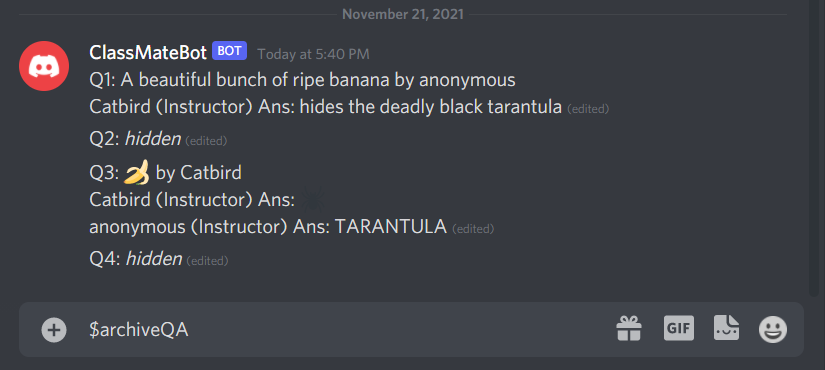 November 21, 2021
ClassMateBot BOT Today at 5:40 PM
Q1: A beautiful bunch of ripe banana by anonymous
Catbird (Instructor) Ans: hides the deadly black tarantula (edited)
Q2: hidden (edited)
Q3: 🍌 by Catbird
Catbird (Instructor) Ans:
anonymous (Instructor) Ans: TARANTULA (edited)
Q4: hidden (edited)
$archiveQA GIF